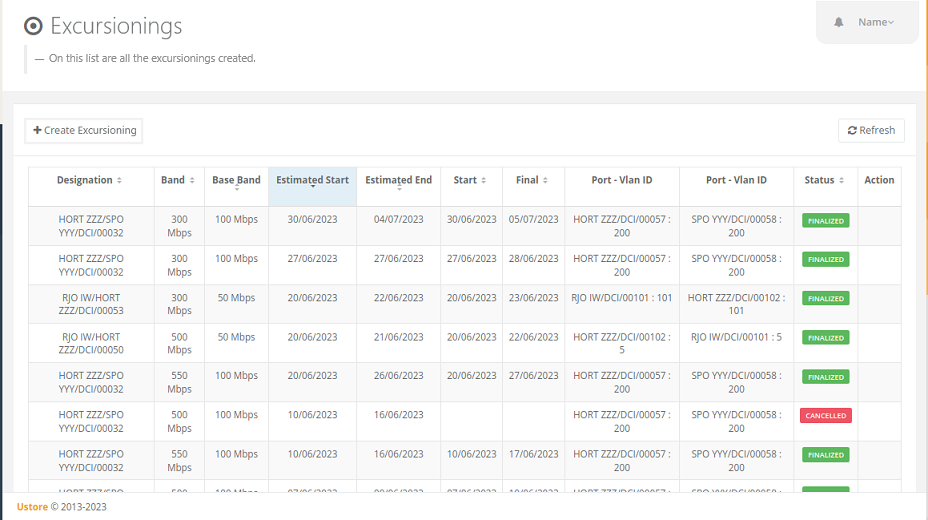 Excursionings
Name
— On this list are all the excursionings created.
+ Create Excursioning
Refresh
Designation Band Base Band Estimated Start Estimated End Start Final Port - Vlan ID Port - Vlan ID Status Action
HORT ZZZ/SPO 300 100 Mbps 30/06/2023 04/07/2023 30/06/2023 05/07/2023 HORT ZZZ/DCI/00057 : SPO YYY/DCI/00058 : FINALIZED
YYY/DCI/00032 Mbps 200 200
HORT ZZZ/SPO 300 100 Mbps 27/06/2023 27/06/2023 27/06/2023 28/06/2023 HORT ZZZ/DCI/00057 : SPO YYY/DCI/00058 : FINALIZED
YYY/DCI/00032 Mbps 200 200
RJO IW/HORT 300 50 Mbps 20/06/2023 22/06/2023 20/06/2023 23/06/2023 RJO IW/DCI/00101 : 101 HORT ZZZ/DCI/00102 : FINALIZED
ZZZ/DCI/00053 Mbps 101
RJO IW/HORT 500 50 Mbps 20/06/2023 21/06/2023 20/06/2023 22/06/2023 HORT ZZZ/DCI/00102 : RJO IW/DCI/00101 : 5 FINALIZED
ZZZ/DCI/00050 Mbps 5
HORT ZZZ/SPO 550 100 Mbps 20/06/2023 26/06/2023 20/06/2023 27/06/2023 HORT ZZZ/DCI/00057 : SPO YYY/DCI/00058 : FINALIZED
YYY/DCI/00032 Mbps 200 200
HORT ZZZ/SPO 500 100 Mbps 10/06/2023 16/06/2023 HORT ZZZ/DCI/00057 : SPO YYY/DCI/00058 : CANCELLED
YYY/DCI/00032 Mbps 200 200
HORT ZZZ/SPO 550 100 Mbps 10/06/2023 16/06/2023 10/06/2023 17/06/2023 HORT ZZZ/DCI/00057 : SPO YYY/DCI/00058 : FINALIZED
YYY/DCI/00032 Mbps 200 200
Ustore © 2013-2023